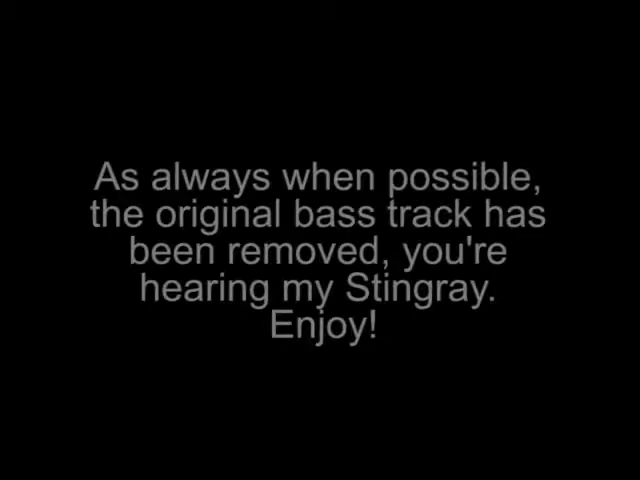 As always when possible,
the original bass track has
been removed, you're
hearing my Stingray.
Enjoy!